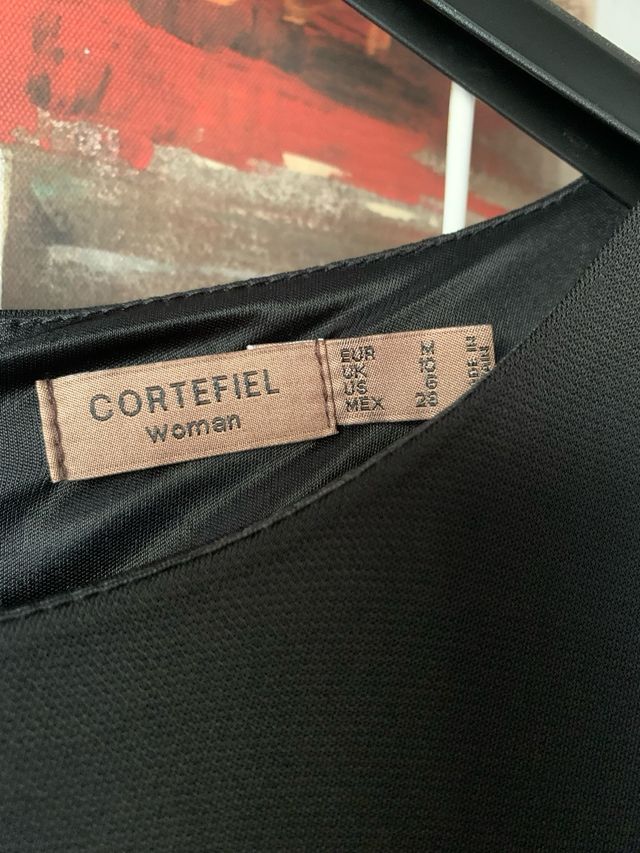 CORTEFIEL
woman
EUR M
UK 10
US 6
MEX 28